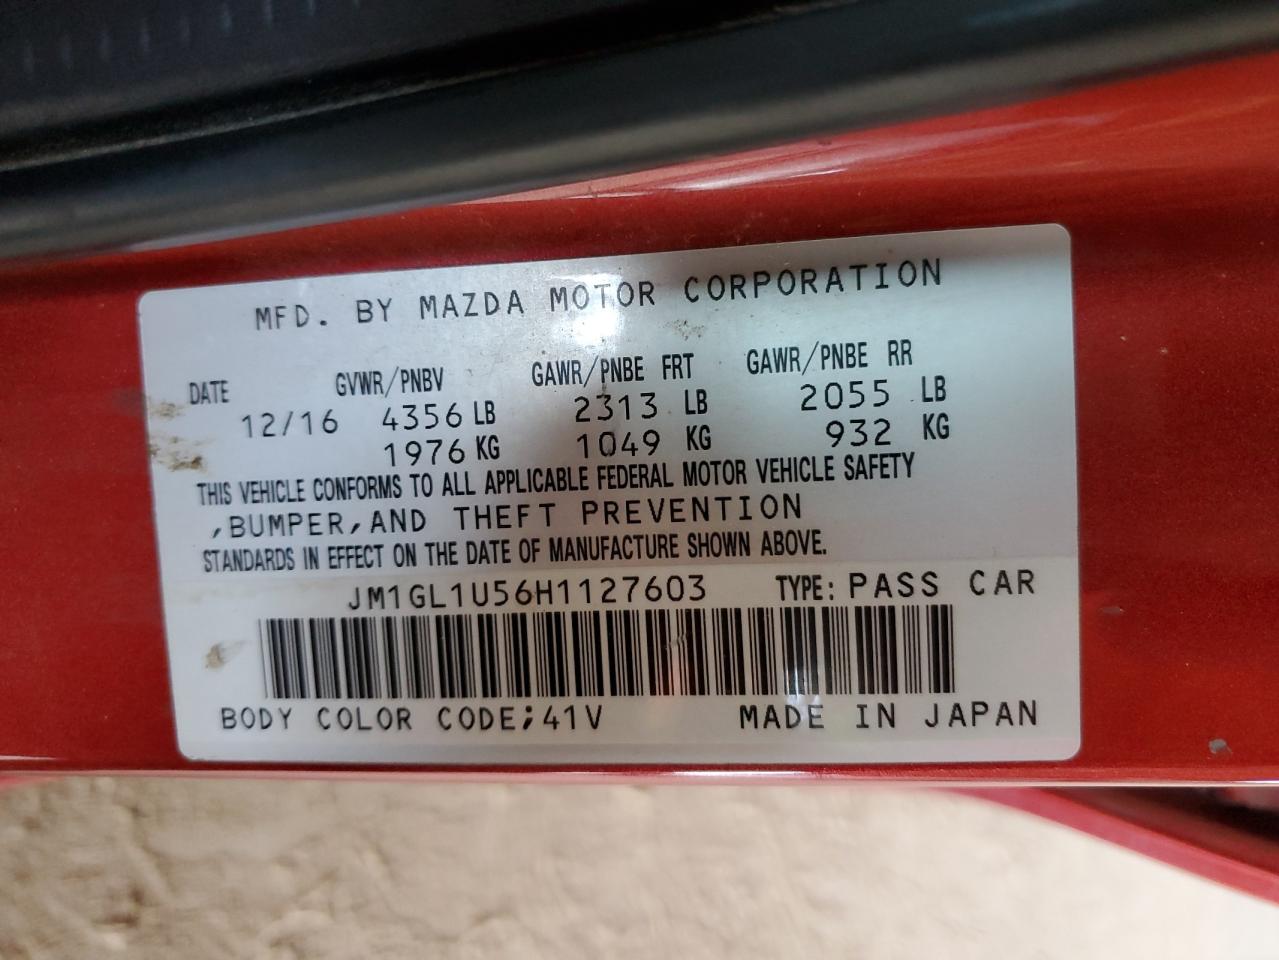 MFD. BY MAZDA MOTOR CORPORATION
DATE GVWR/PNBV GAWR/PNBE FRT GAWR/PNBE RR
12/16 4356 LB 2313 LB 2055 LB
1976 KG 1049 KG 932 KG
THIS VEHICLE CONFORMS TO ALL APPLICABLE FEDERAL MOTOR VEHICLE SAFETY
,BUMPER,AND THEFT PREVENTION
STANDARDS IN EFFECT ON THE DATE OF MANUFACTURE SHOWN ABOVE.
JM1GL1U56H1127603 TYPE: PASS CAR
BODY COLOR CODE;41V MADE IN JAPAN